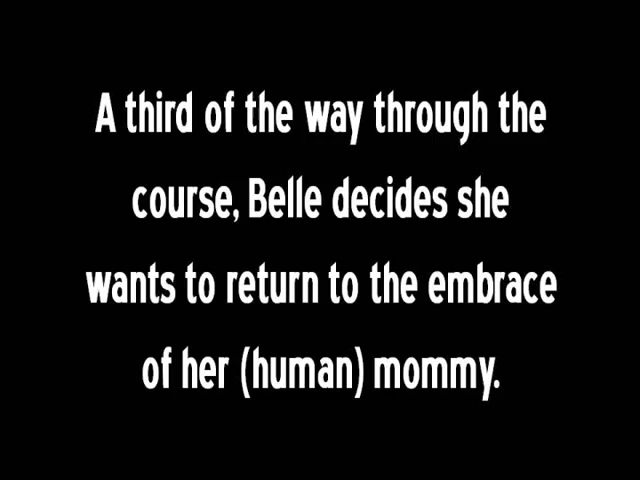 A third of the way through the
course, Belle decides she
wants to return to the embrace
of her (human) mommy.